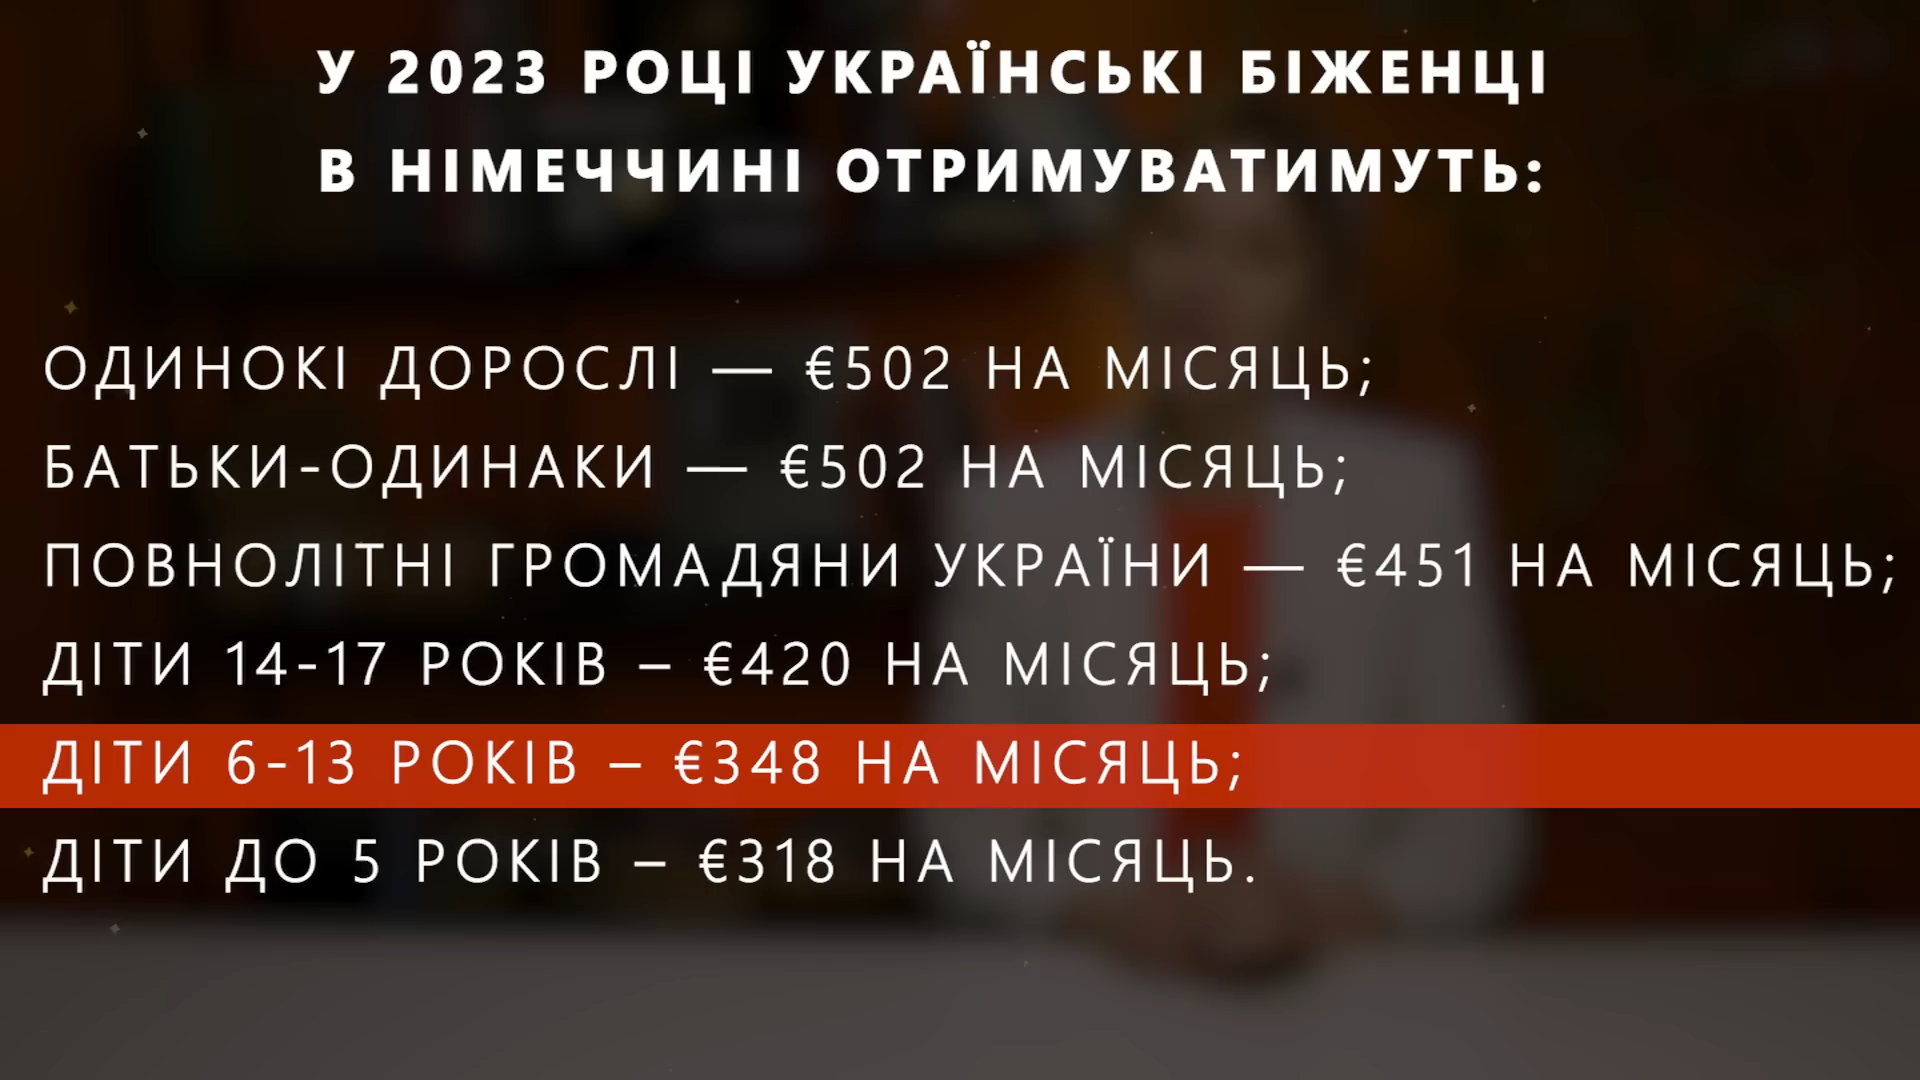 У 2023 РОЦІ УКРАЇНСЬКІ БІЖЕНЦІ
В НІМЕЧЧИНІ ОТРИМУВАТИМУТЬ:
ОДИНОКІ ДОРОСЛІ — €502 НА МІСЯЦЬ;
БАТЬКИ-ОДИНАКИ — €502 НА МІСЯЦЬ;
ПОВНОЛІТНІ ГРОМАДЯНИ УКРАЇНИ — €451 НА МІСЯЦЬ;
ДІТИ 14-17 РОКІВ – €420 НА МІСЯЦЬ;
ДІТИ 6-13 РОКІВ – €348 НА МІСЯЦЬ;
ДІТИ ДО 5 РОКІВ – €318 НА МІСЯЦЬ.